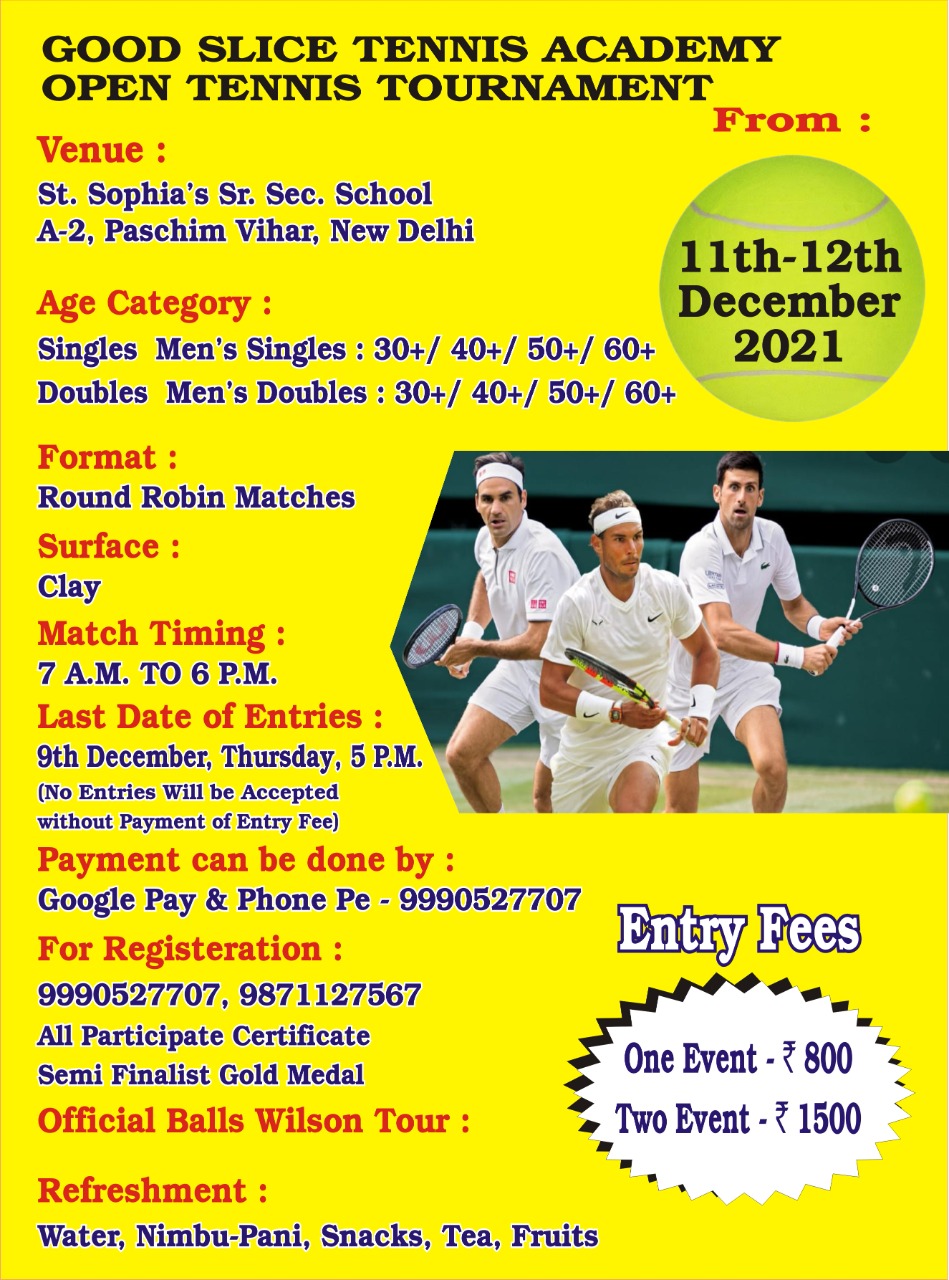 GOOD SLICE TENNIS ACADEMY
OPEN TENNIS TOURNAMENT
From :
11th-12th
December
2021
Venue :
St. Sophia's Sr. Sec. School
A-2, Paschim Vihar, New Delhi
Age Category :
Singles Men's Singles : 30+/ 40+/ 50+/ 60+
Doubles Men's Doubles : 30+/ 40+/ 50+/ 60+
Format :
Round Robin Matches
Surface :
Clay
Match Timing :
7 A.M. TO 6 P.M.
Last Date of Entries :
9th December, Thursday, 5 P.M.
(No Entries Will be Accepted
without Payment of Entry Fee)
Payment can be done by :
Google Pay & Phone Pe - 9990527707
For Registeration :
9990527707, 9871127567
All Participate Certificate
Semi Finalist Gold Medal
Official Balls Wilson Tour :
Refreshment :
Water, Nimbu-Pani, Snacks, Tea, Fruits
Entry Fees
One Event - ₹ 800
Two Event - ₹ 1500